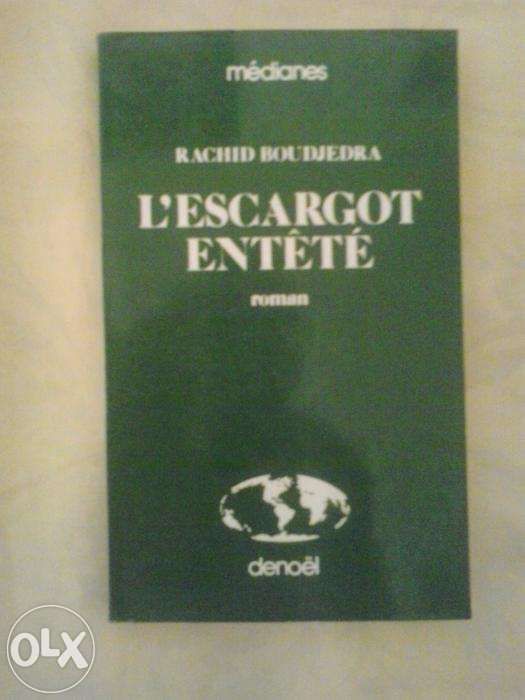 médianes
RACHID BOUDJEDRA
L'ESCARGOT
ENTÊTÉ
roman
denoël
OLX